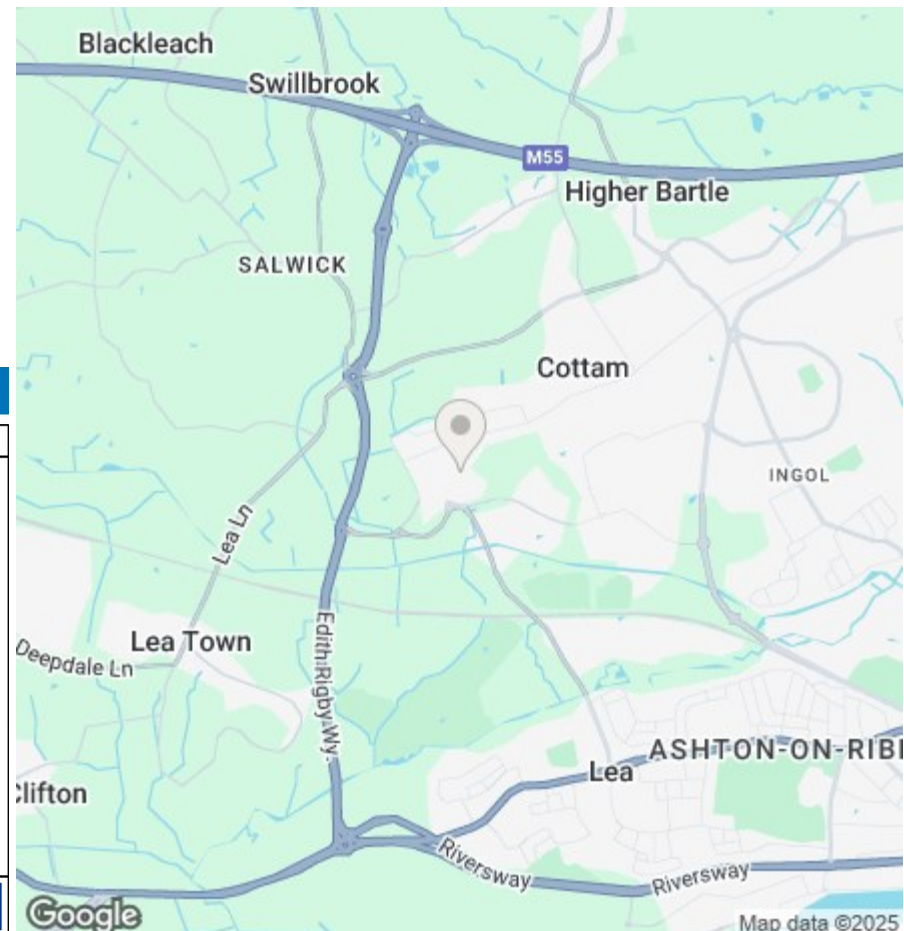 Blackleach
Swillbrook
M55
Higher Bartle
SALWICK
Cottam
INGOL
Lea Ln
Lea Town
Deepdale Ln
Edith Rigby Wy.
ASHTON-ON-RIB
Lea
Clifton
Riversway
Riversway
Google
Map data ©2025